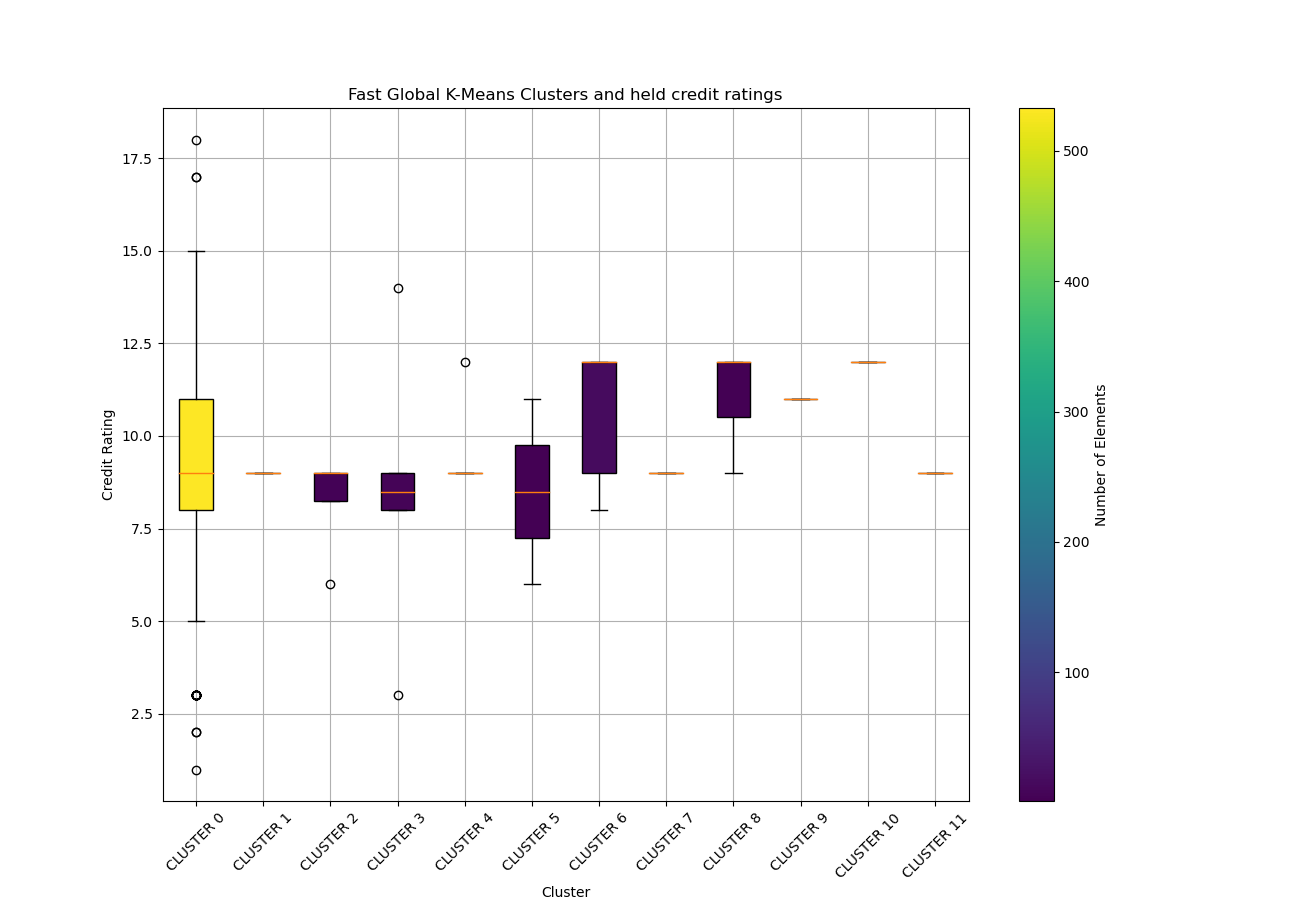 Fast Global K-Means Clusters and held credit ratings
17.5
15.0
12.5
10.0
7.5
5.0
2.5
Credit Rating
CLUSTER 0
CLUSTER 1
CLUSTER 2
CLUSTER 3
CLUSTER 4
CLUSTER 5
CLUSTER 6
CLUSTER 7
CLUSTER 8
CLUSTER 9
CLUSTER 10
CLUSTER 11
Cluster
500
400
300
200
100
Number of Elements